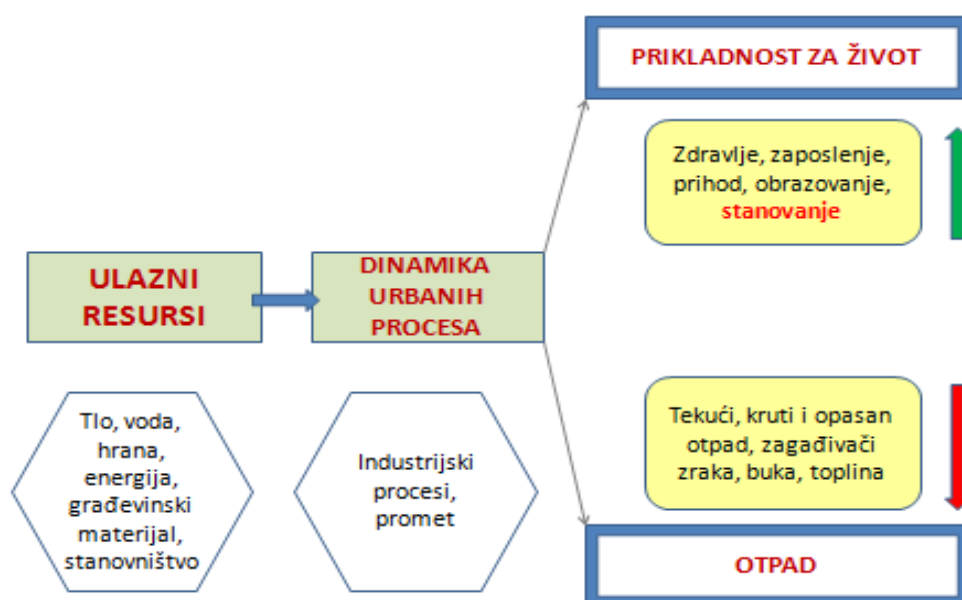 PRIKLADNOST ZA ŽIVOT
Zdravlje, zaposlenje,
prihod, obrazovanje,
stanovanje
ULAZNI
RESURSI
DINAMIKA
URBANIH
PROCESA
Tlo, voda,
hrana,
energija,
građevinski
materijal,
stanovništvo
Industrijski
procesi,
promet
Tekući, kruti i opasan
otpad, zagađivači
zraka, buka, toplina
OTPAD